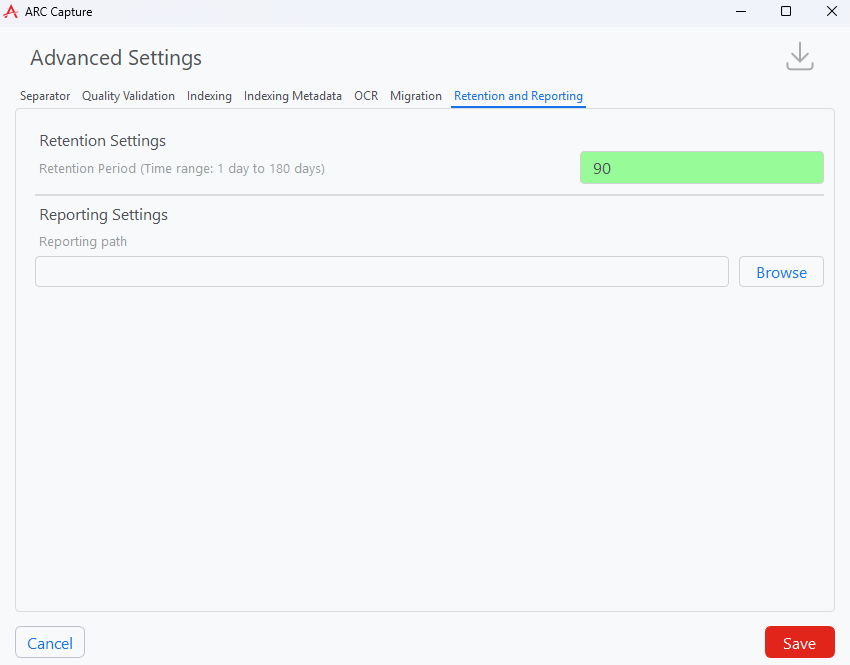 ARC Capture
Advanced Settings
Separator Quality Validation Indexing Indexing Metadata OCR Migration Retention and Reporting
Retention Settings
Retention Period (Time range: 1 day to 180 days)
90
Reporting Settings
Reporting path
Browse
Cancel
Save